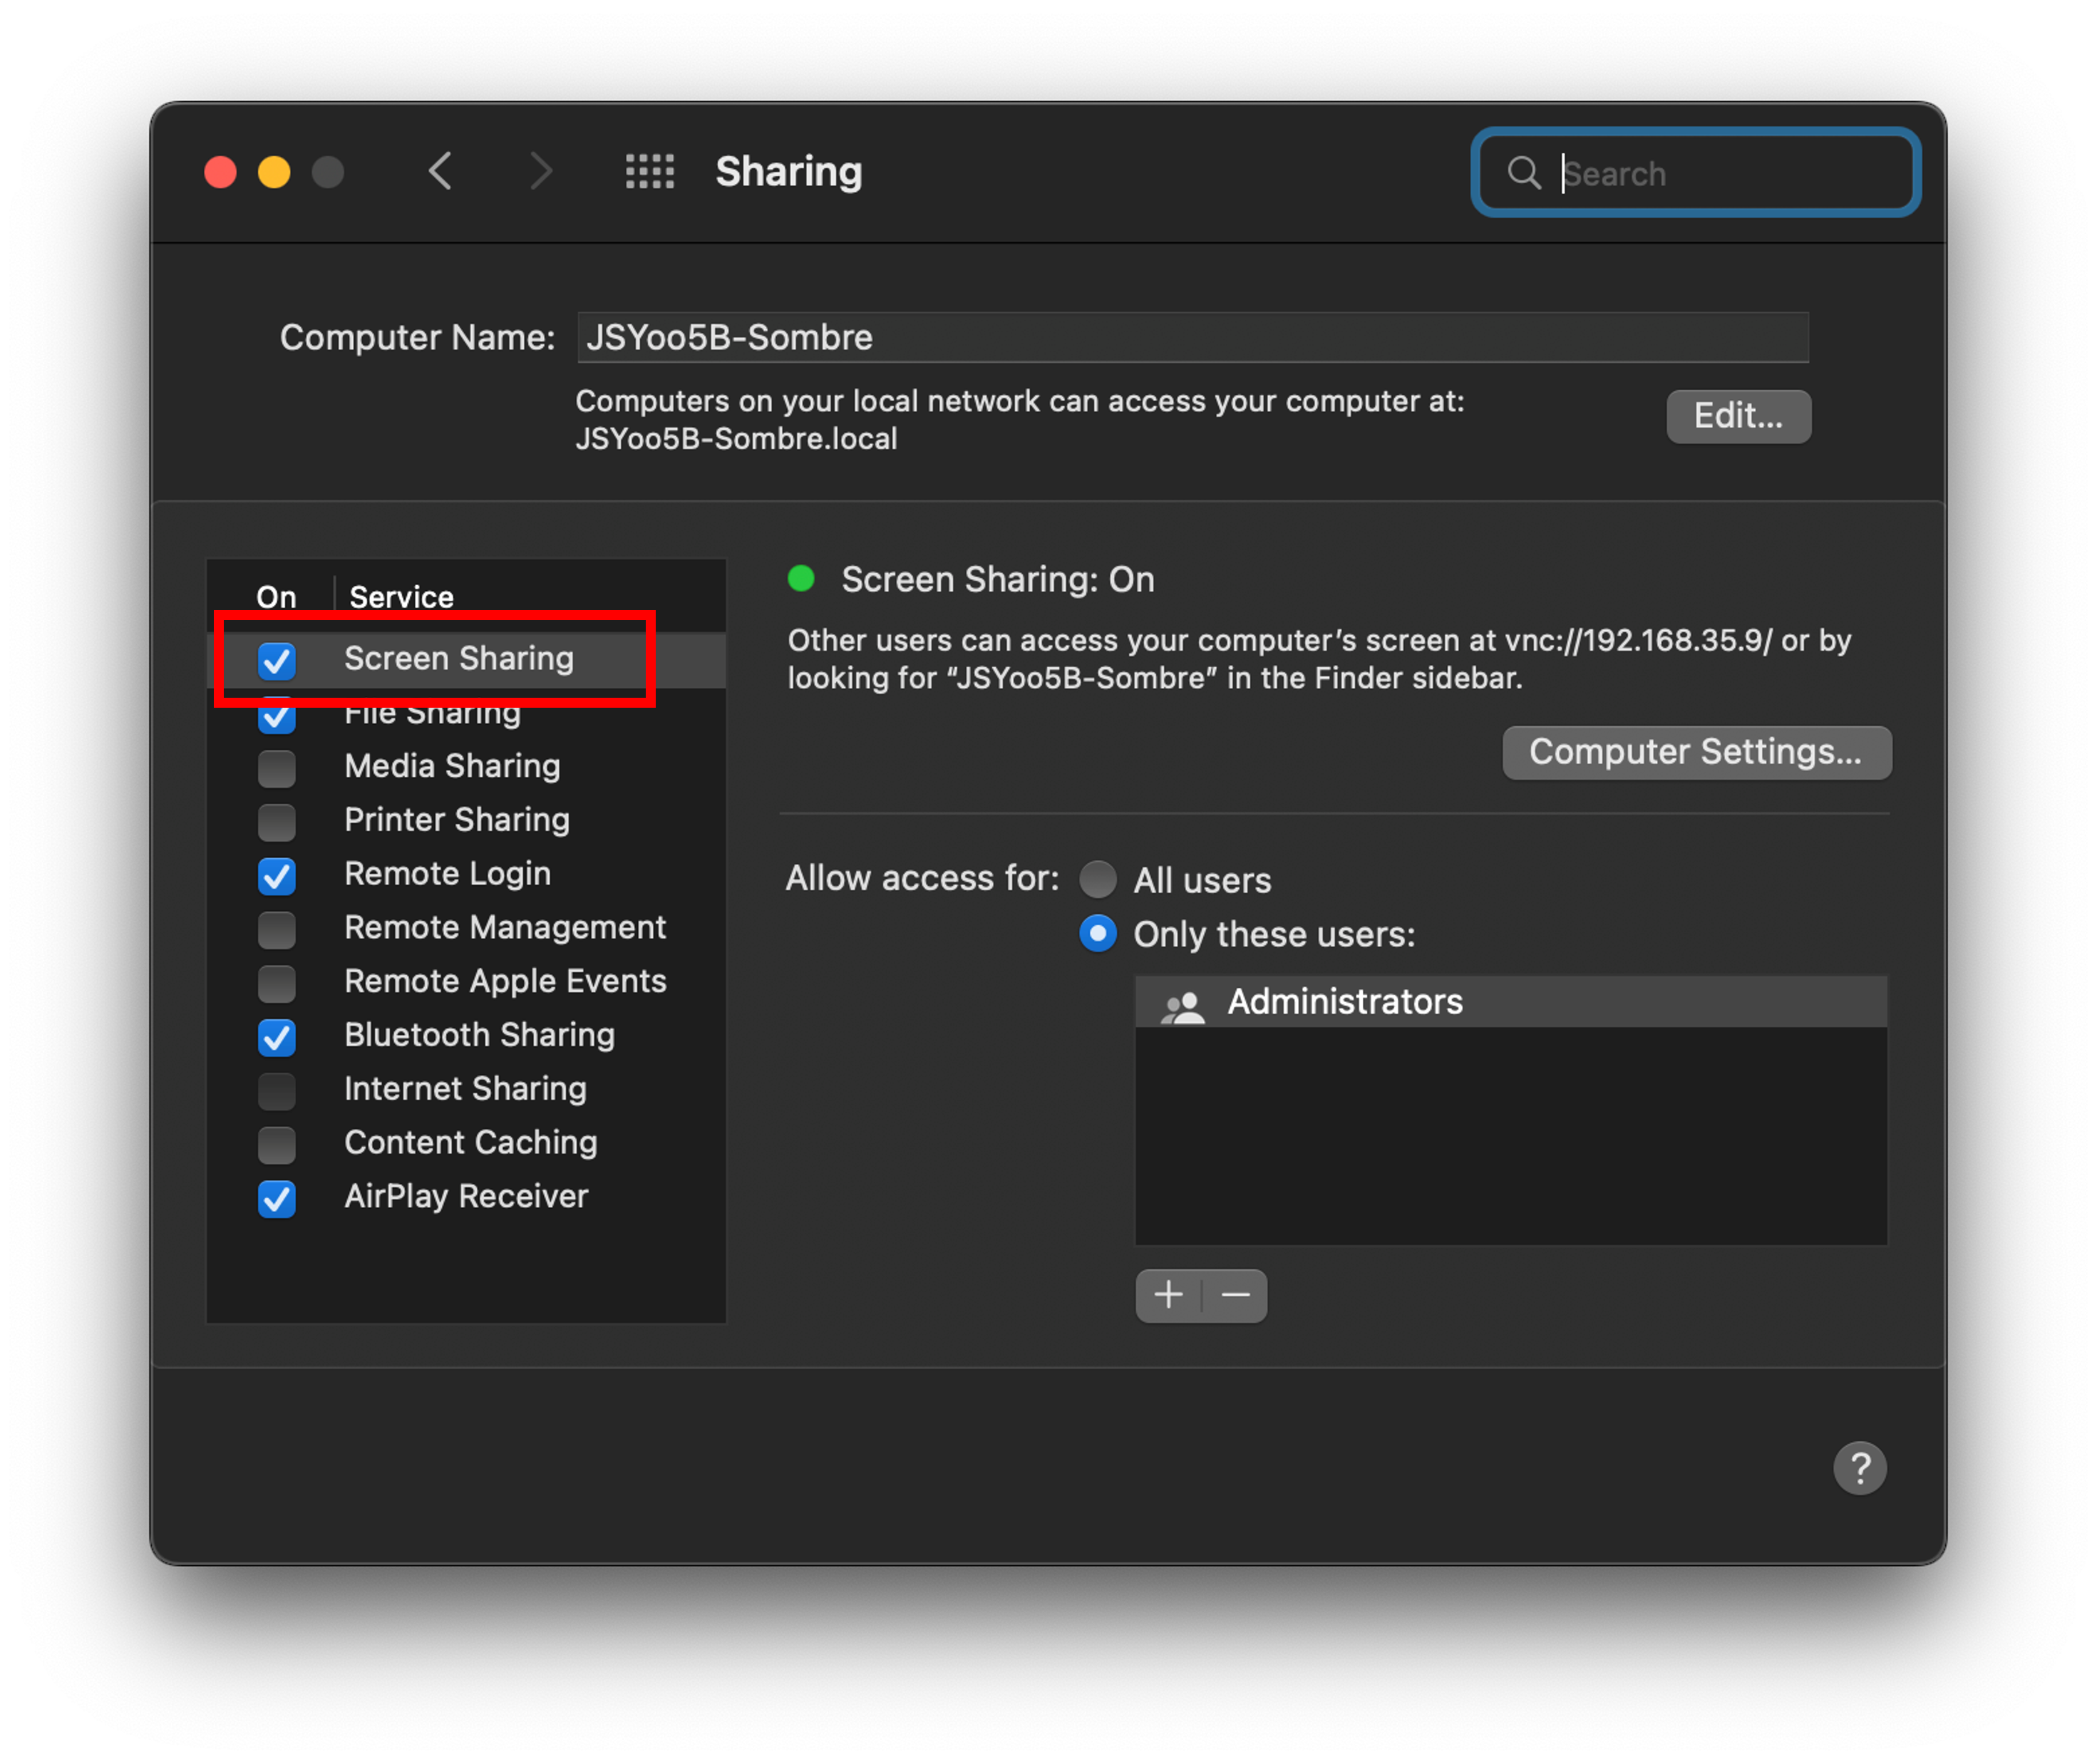 Sharing
Search
Computer Name: JSYoo5B-Sombre
Computers on your local network can access your computer at:
JSYoo5B-Sombre.local
Edit...
On Service
Screen Sharing
File Sharing
Media Sharing
Printer Sharing
Remote Login
Remote Management
Remote Apple Events
Bluetooth Sharing
Internet Sharing
Content Caching
AirPlay Receiver
Screen Sharing: On
Other users can access your computer’s screen at vnc://192.168.35.9/ or by
looking for “JSYoo5B-Sombre” in the Finder sidebar.
Computer Settings...
Allow access for: All users
Only these users:
Administrators
+ −
?